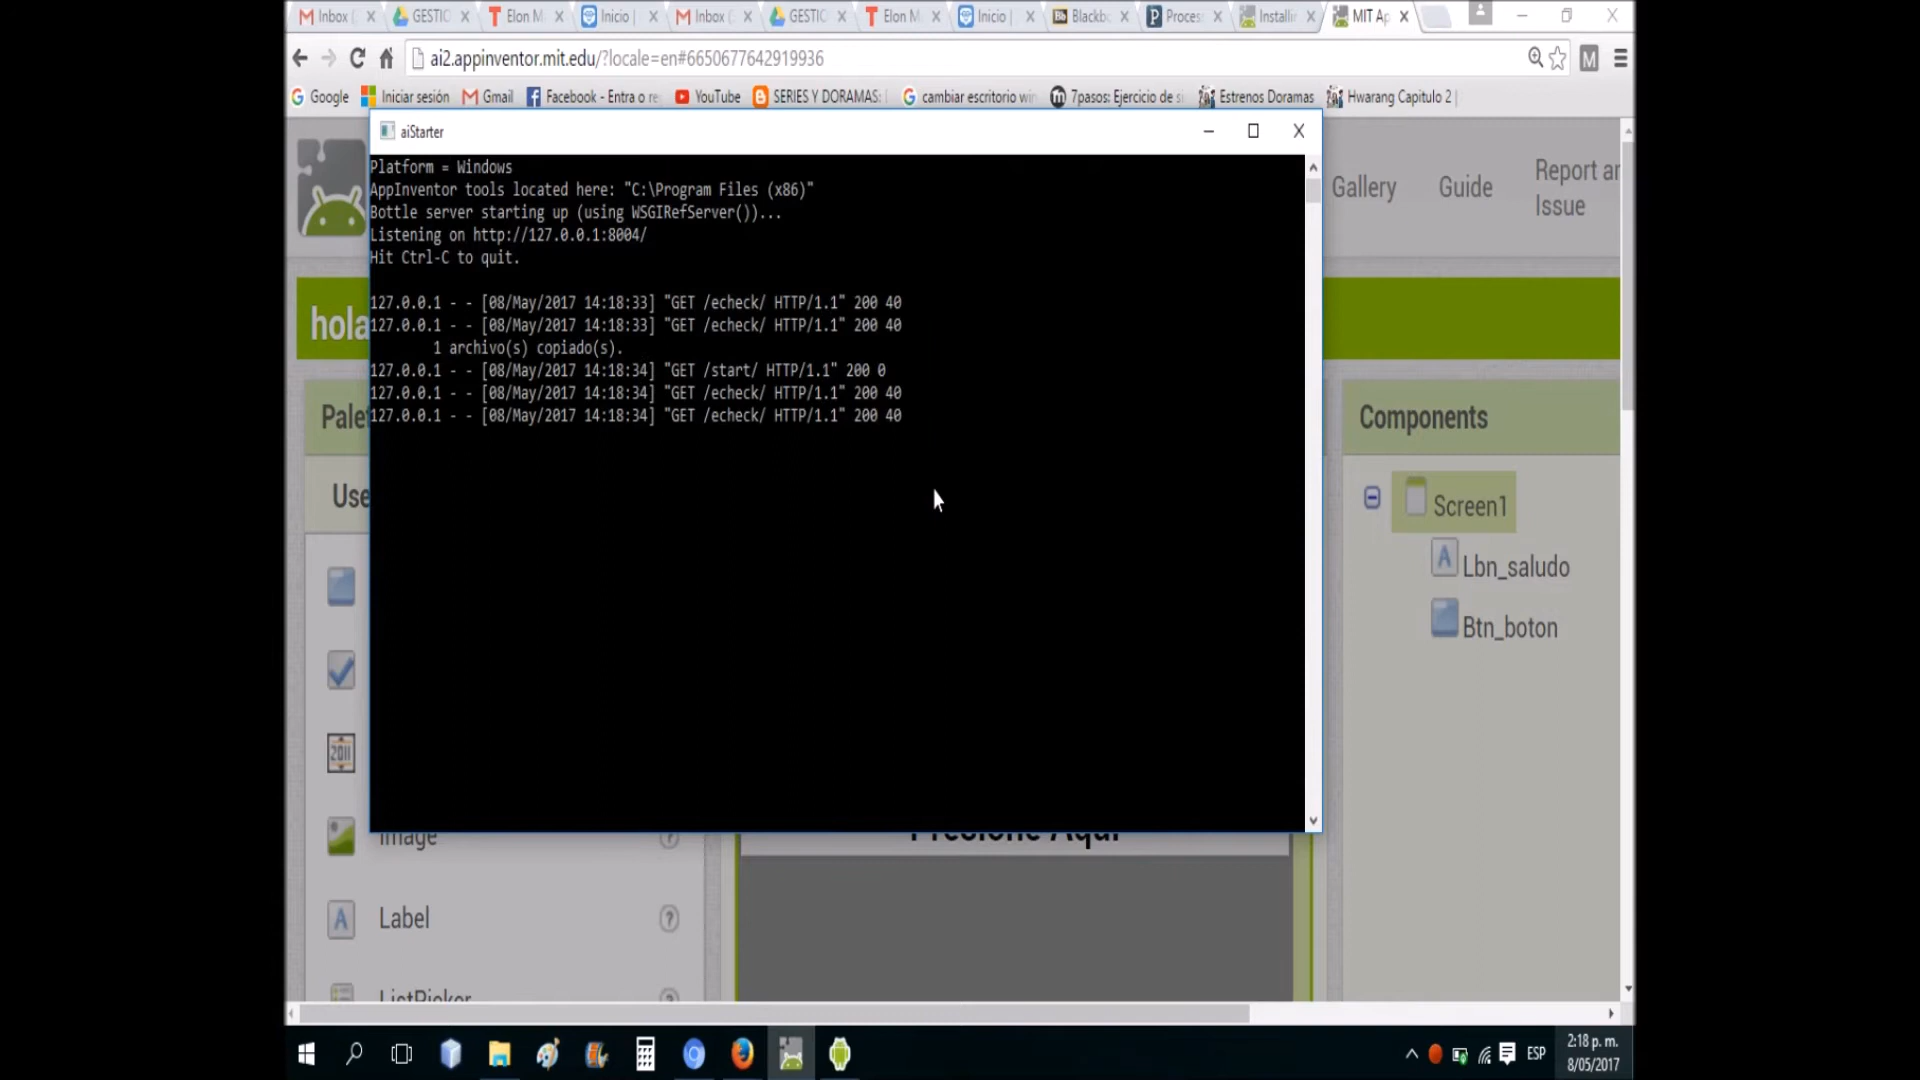 Inbox (
GESTIC
Elon M
Inicio |
Inbox (
GESTIC
Elon M
Inicio |
Bb Blackb
P Proces
Installin
MIT Ap
ai2.appinventor.mit.edu/?locale=en#6650677642919936
M
Google
Iniciar sesión
Gmail
Facebook - Entra o re
YouTube
SERIES Y DORAMAS:
cambiar escritorio win
7pasos: Ejercicio de si
Estrenos Doramas
Hwarang Capitulo 2 |
aiStarter
Platform = Windows
AppInventor tools located here: "C:\Program Files (x86)"
Bottle server starting up (using WSGIRefServer())...
Listening on http://127.0.0.1:8004/
Hit Ctrl-C to quit.
127.0.0.1 - - [08/May/2017 14:18:33] "GET /echeck/ HTTP/1.1" 200 40
127.0.0.1 - - [08/May/2017 14:18:33] "GET /echeck/ HTTP/1.1" 200 40
1 archivo(s) copiado(s).
127.0.0.1 - - [08/May/2017 14:18:34] "GET /start/ HTTP/1.1" 200 0
127.0.0.1 - - [08/May/2017 14:18:34] "GET /echeck/ HTTP/1.1" 200 40
127.0.0.1 - - [08/May/2017 14:18:34] "GET /echeck/ HTTP/1.1" 200 40
Gallery
Guide
Report an
Issue
hola
Palet
Use
2011
Image
Label
ListPicker
Presione Aqui
Components
Screen1
Lbn_saludo
Btn_boton
ESP
2:18 p. m.
8/05/2017